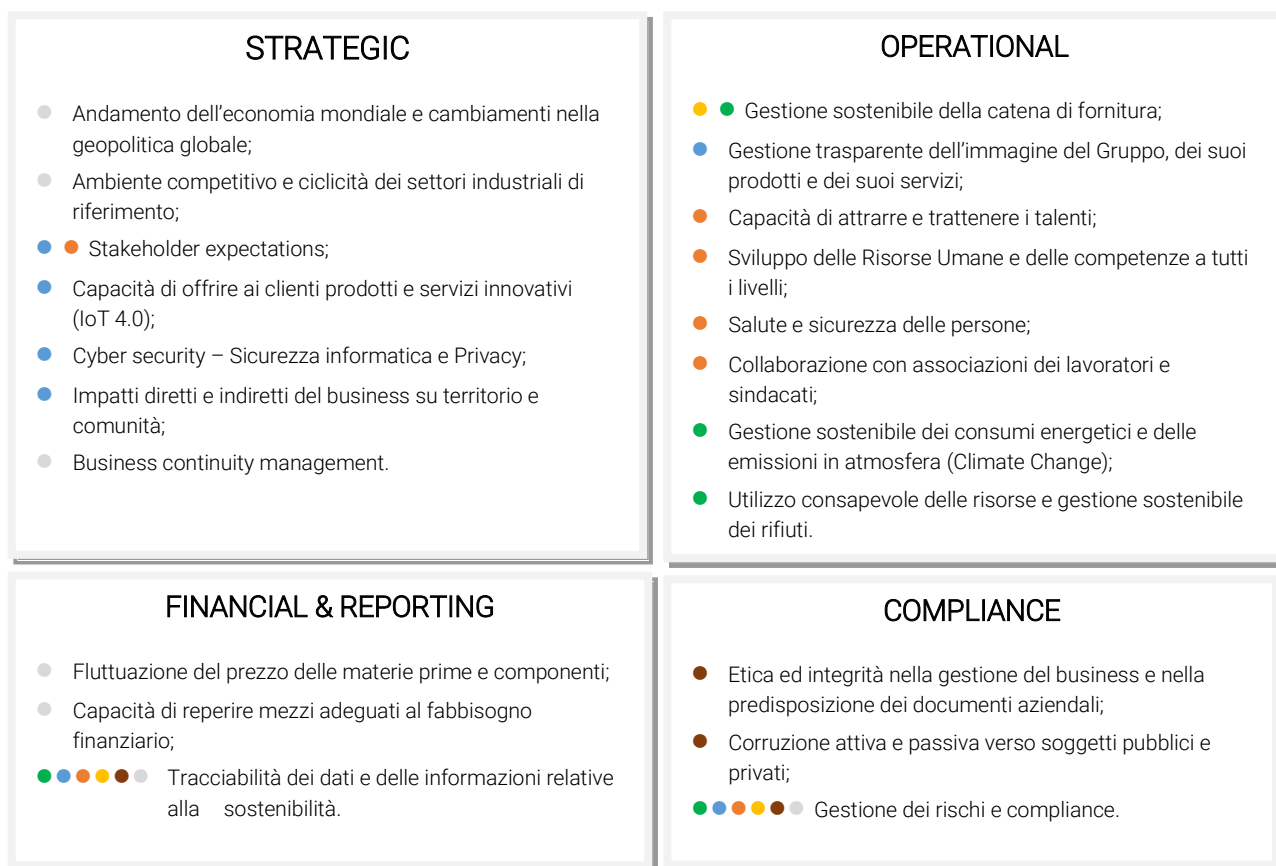 STRATEGIC
Andamento dell'economia mondiale e cambiamenti nella
geopolitica globale;
Ambiente competitivo e ciclicità dei settori industriali di
riferimento;
Stakeholder expectations;
Capacità di offrire ai clienti prodotti e servizi innovativi
(IoT 4.0);
Cyber security – Sicurezza informatica e Privacy;
Impatti diretti e indiretti del business su territorio e
comunità;
Business continuity management.
OPERATIONAL
Gestione sostenibile della catena di fornitura;
Gestione trasparente dell'immagine del Gruppo, dei suoi
prodotti e dei suoi servizi;
Capacità di attrarre e trattenere i talenti;
Sviluppo delle Risorse Umane e delle competenze a tutti
i livelli;
Salute e sicurezza delle persone;
Collaborazione con associazioni dei lavoratori e
sindacati;
Gestione sostenibile dei consumi energetici e delle
emissioni in atmosfera (Climate Change);
Utilizzo consapevole delle risorse e gestione sostenibile
dei rifiuti.
FINANCIAL & REPORTING
Fluttuazione del prezzo delle materie prime e componenti;
Capacità di reperire mezzi adeguati al fabbisogno
finanziario;
Tracciabilità dei dati e delle informazioni relative
alla sostenibilità.
COMPLIANCE
Etica ed integrità nella gestione del business e nella
predisposizione dei documenti aziendali;
Corruzione attiva e passiva verso soggetti pubblici e
privati;
Gestione dei rischi e compliance.